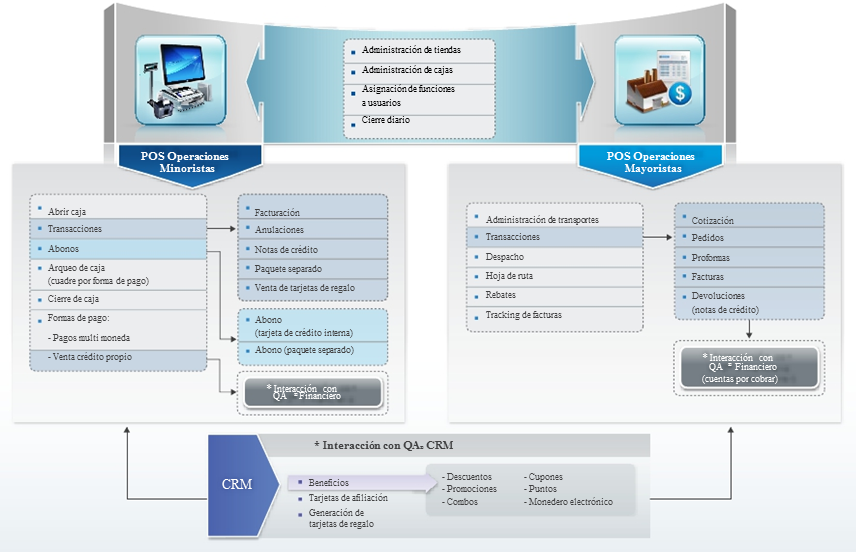 Administración de tiendas
Administración de cajas
Asignación de funciones
a usuarios
Cierre diario
POS Operaciones
Minoristas
Abrir caja
Transacciones
Abonos
Arqueo de caja
(cuadre por forma de pago)
Cierre de caja
Formas de pago:
- Pagos multi moneda
- Venta crédito propio
Facturación
Anulaciones
Notas de crédito
Paquete separado
Venta de tarjetas de regalo
Abono
(tarjeta de crédito interna)
Abono (paquete separado)
* Interacción con
QA Financiero
POS Operaciones
Mayoristas
Administración de transportes
Transacciones
Despacho
Hoja de ruta
Rebates
Tracking de facturas
Cotización
Pedidos
Proformas
Facturas
Devoluciones
(notas de crédito)
* Interacción con
QA Financiero
(cuentas por cobrar)
* Interacción con QA CRM
CRM
Beneficios
Tarjetas de afiliación
Generación de
tarjetas de regalo
- Descuentos
- Promociones
- Combos
- Cupones
- Puntos
- Monedero electrónico